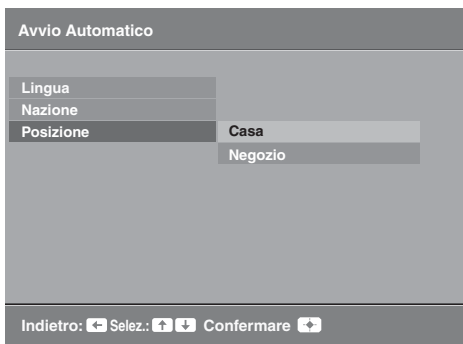 Avvio Automatico
Lingua
Nazione
Posizione Casa
Negozio
Indietro: Selez.: Confermare